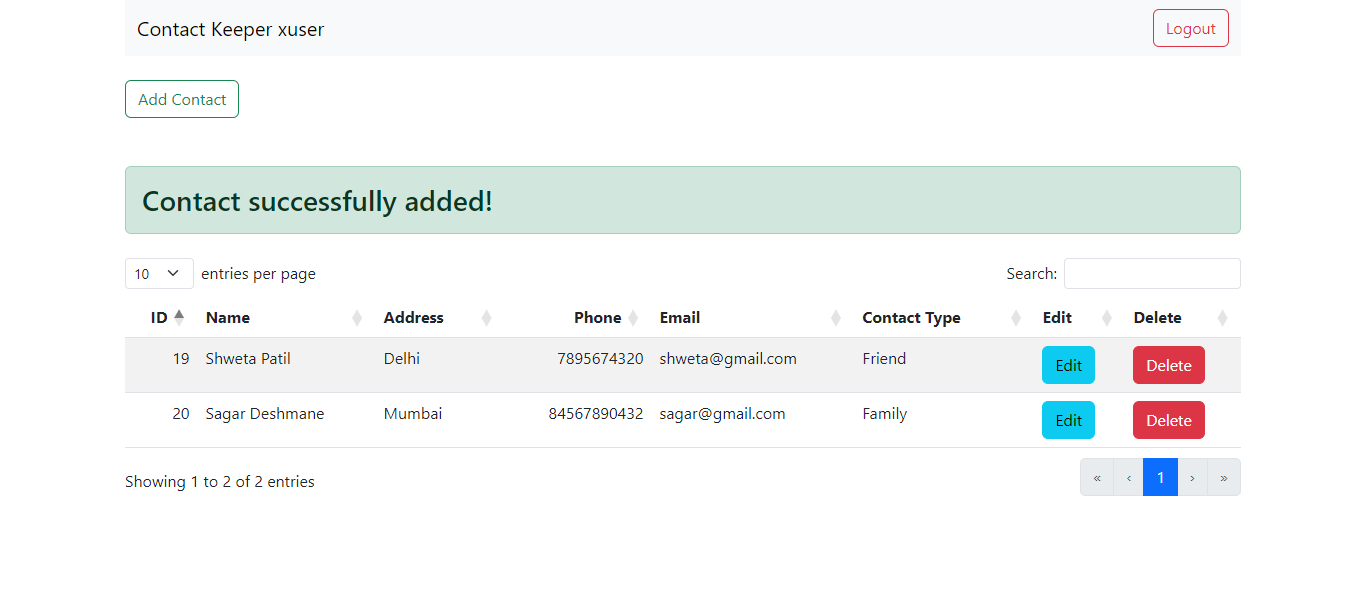 Contact Keeper xuser Logout
Add Contact
Contact successfully added!
10 entries per page Search:
ID Name Address Phone Email Contact Type Edit Delete
19 Shweta Patil Delhi 7895674320 shweta@gmail.com Friend Edit Delete
20 Sagar Deshmane Mumbai 84567890432 sagar@gmail.com Family Edit Delete
Showing 1 to 2 of 2 entries « ‹ 1 › »